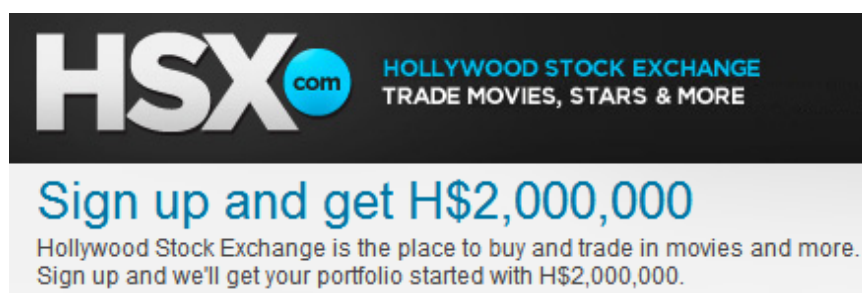 HSX.com
HOLLYWOOD STOCK EXCHANGE
TRADE MOVIES, STARS & MORE
Sign up and get H$2,000,000
Hollywood Stock Exchange is the place to buy and trade in movies and more.
Sign up and we'll get your portfolio started with H$2,000,000.